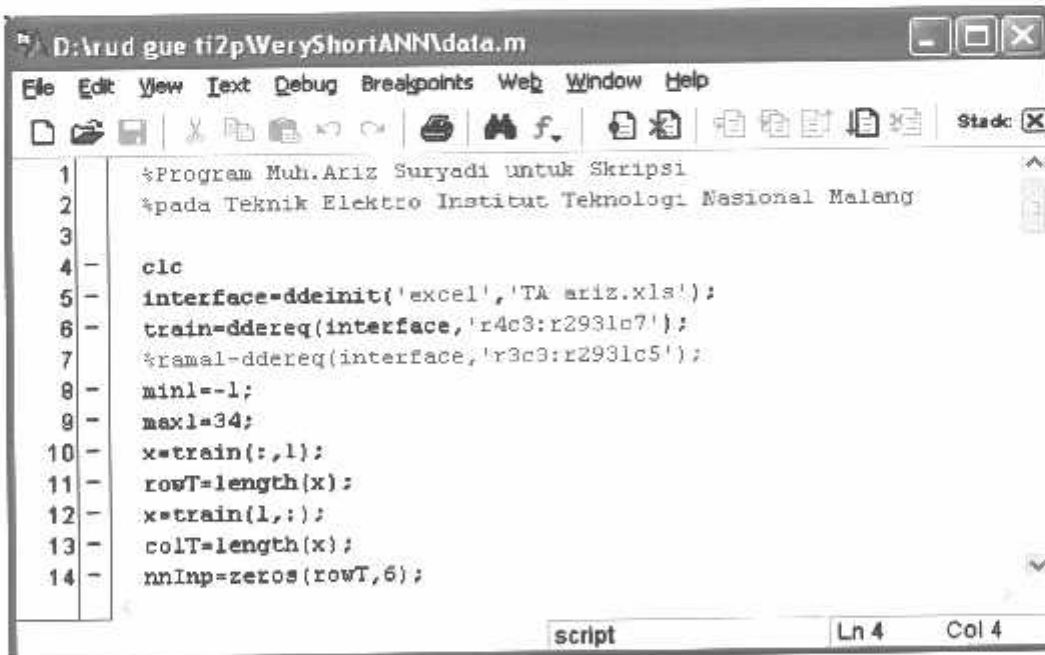 D:\rud gue ti2p\VeryShortANN\data.m
File Edit View Text Debug Breakpoints Web Window Help
Stack:
1 %Program Muh.Ariz Suryadi untuk Skripsi
2 %pada Teknik Elektro Institut Teknologi Nasional Malang
3
4 - clc
5 - interface=ddeinit('excel','TA ariz.xls');
6 - train=ddereq(interface,'r4c3:r2931c7');
7 %ramal=ddereq(interface,'r3c3:r2931c5');
8 - min1=-1;
9 - max1=34;
10 - x=train(:,1);
11 - rowT=length(x);
12 - x=train(1,:);
13 - colT=length(x);
14 - nnInp=zeros(rowT,6);
script Ln 4 Col 4